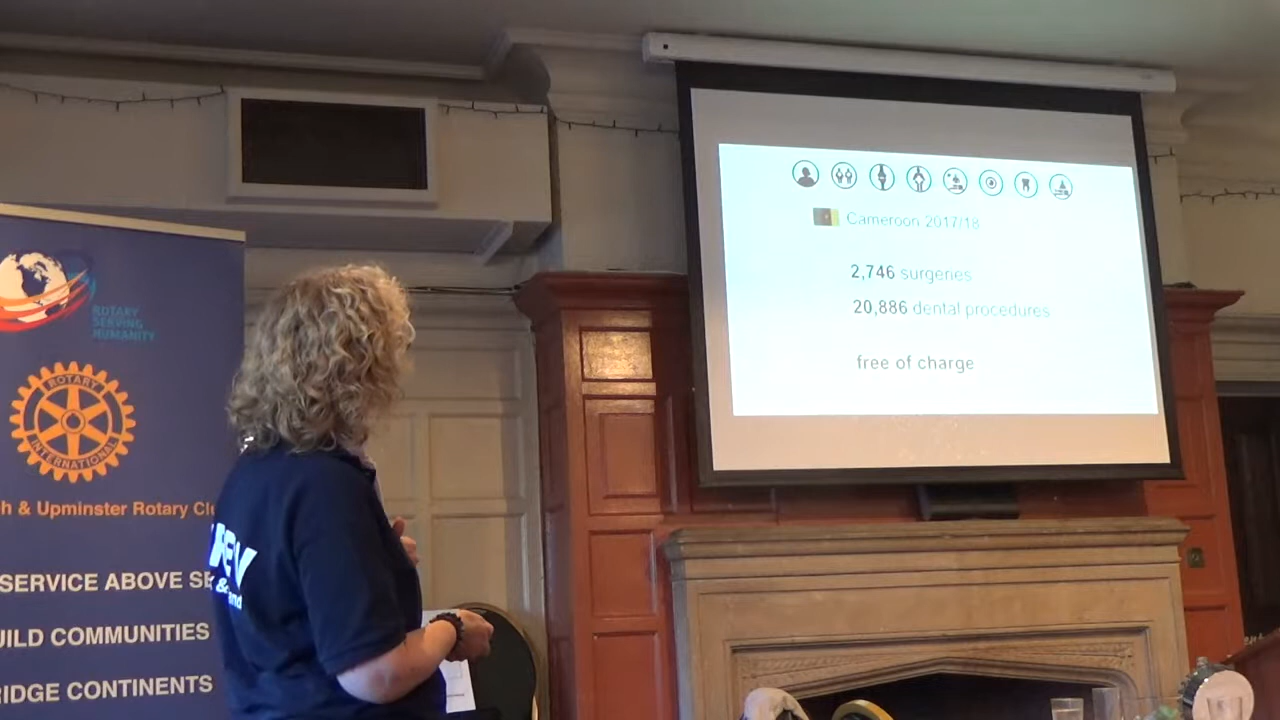 ROTARY
SERVING
HUMANITY
ROTARY
INTERNATIONAL
h & Upminster Rotary Clu
SERVICE ABOVE SE
UILD COMMUNITIES
RIDGE CONTINENTS
REW
&
Cameroon 2017/18
2,746 surgeries
20,886 dental procedures
free of charge